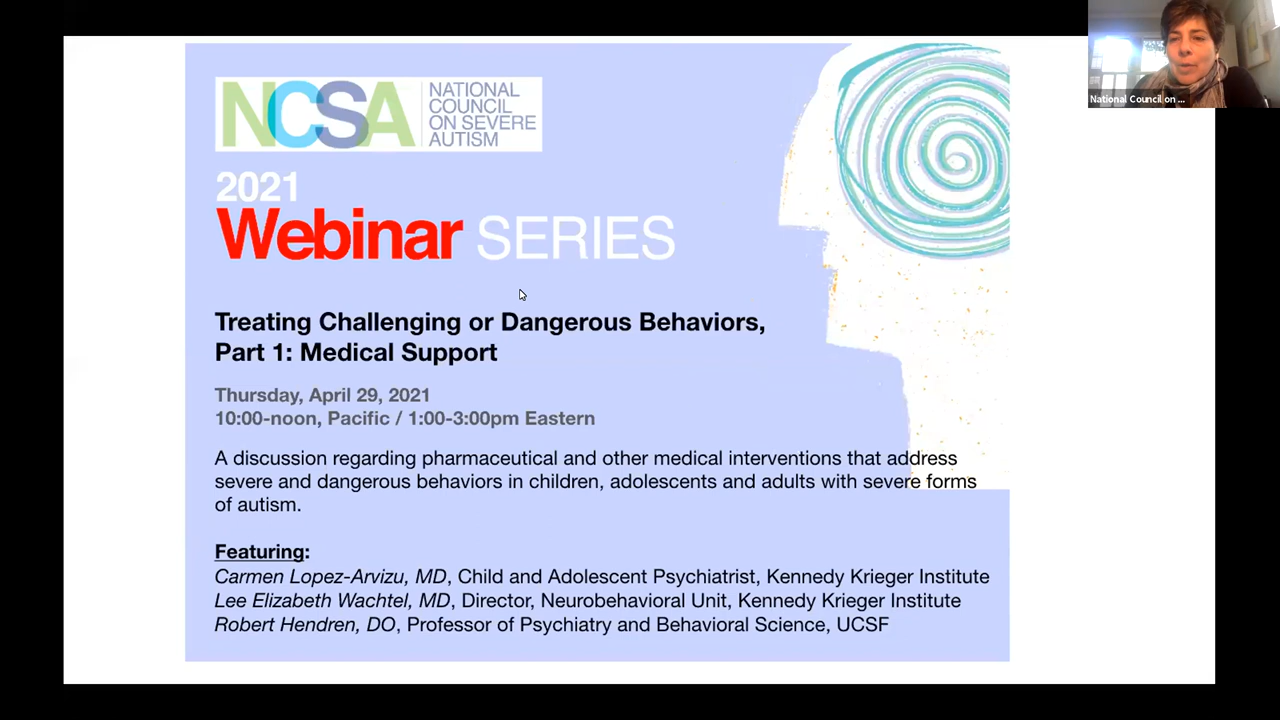 NCSA
NATIONAL
COUNCIL
ON SEVERE
AUTISM
2021
Webinar SERIES
Treating Challenging or Dangerous Behaviors,
Part 1: Medical Support
Thursday, April 29, 2021
10:00-noon, Pacific / 1:00-3:00pm Eastern
A discussion regarding pharmaceutical and other medical interventions that address
severe and dangerous behaviors in children, adolescents and adults with severe forms
of autism.
Featuring:
Carmen Lopez-Arvizu, MD, Child and Adolescent Psychiatrist, Kennedy Krieger Institute
Lee Elizabeth Wachtel, MD, Director, Neurobehavioral Unit, Kennedy Krieger Institute
Robert Hendren, DO, Professor of Psychiatry and Behavioral Science, UCSF
National Council on ...